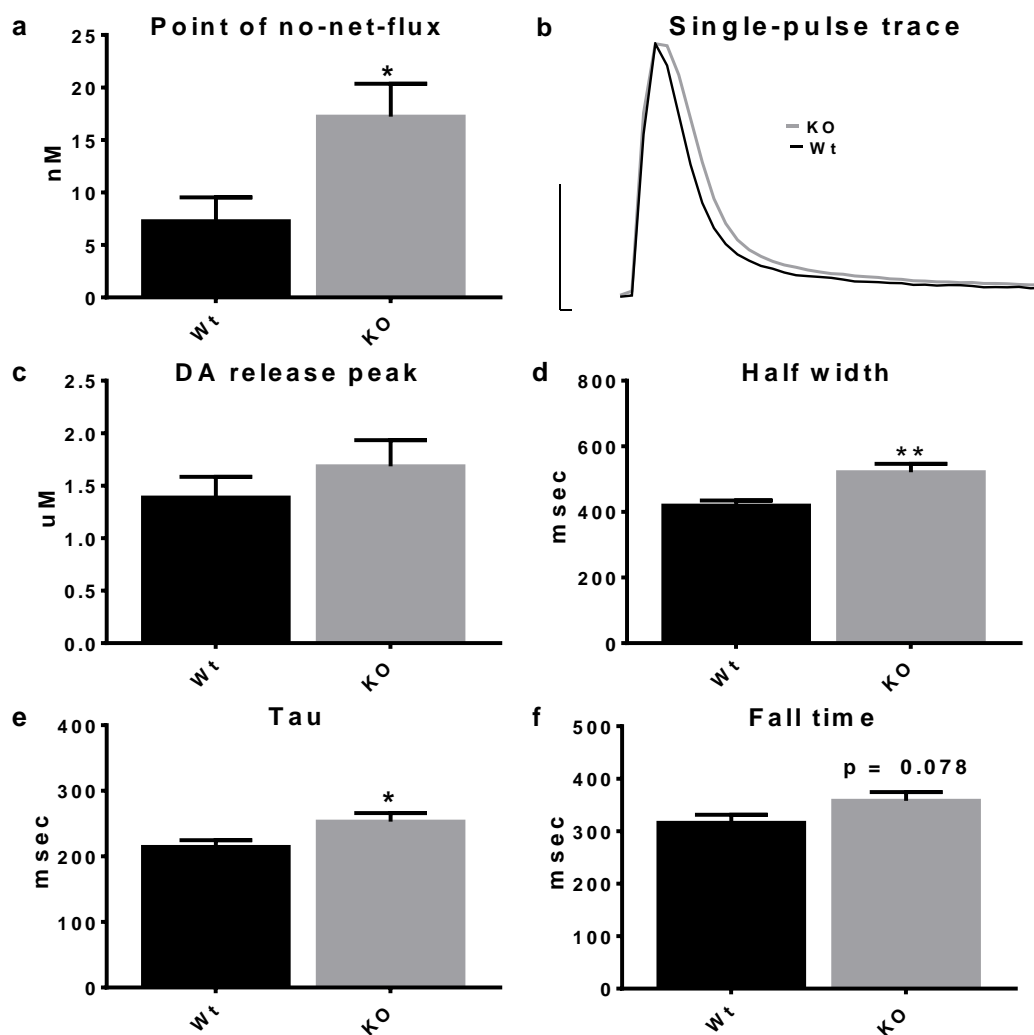 a Point of no-net-flux
25
20
15
10
5
0
nM
*
Wt KO
b Single-pulse trace
KO
Wt
c DA release peak
2.5
2.0
1.5
1.0
0.5
0.0
uM
Wt KO
d Half width
800
600
400
200
0
msec
**
Wt KO
e Tau
400
300
200
100
0
msec
*
Wt KO
f Fall time
500
400
300
200
100
0
msec
p = 0.078
Wt KO